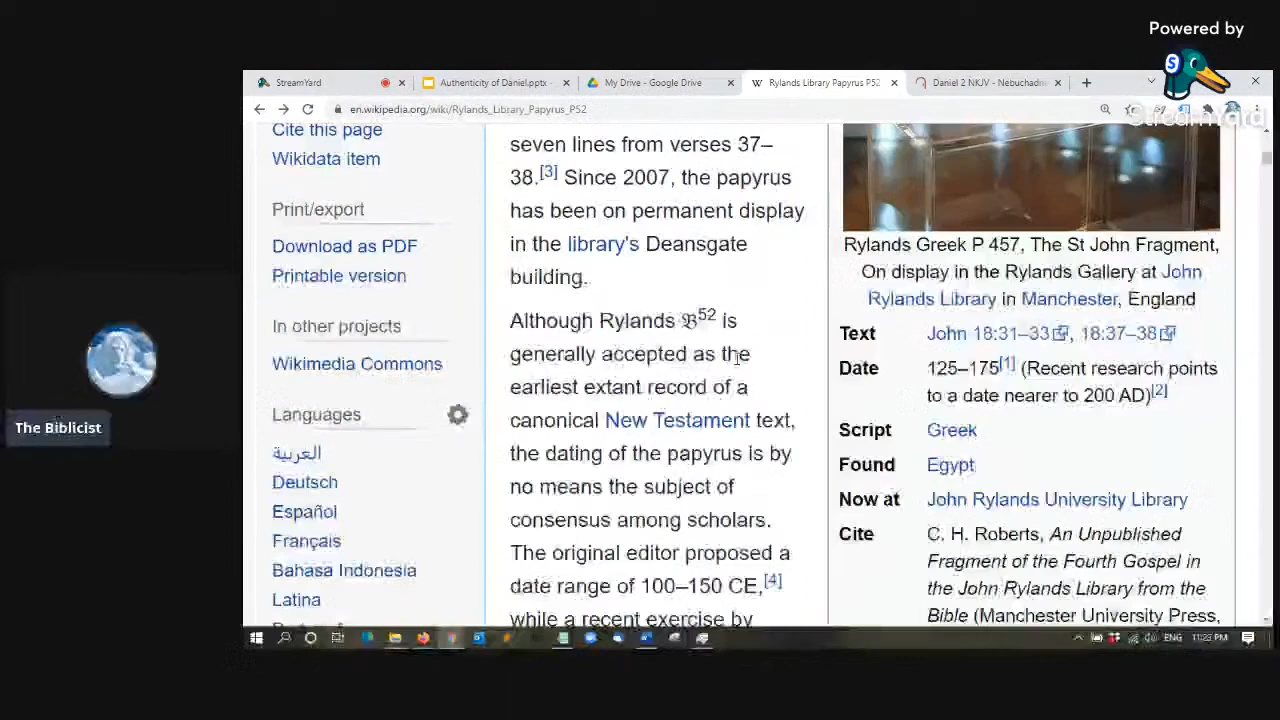 Powered by
StreamYard
StreamYard
Authenticity of Daniel.pptx -
My Drive - Google Drive
Rylands Library Papyrus P52
Daniel 2 NKJV - Nebuchadne
en.wikipedia.org/wiki/Rylands_Library_Papyrus_P52
Cite this page
Wikidata item
Print/export
Download as PDF
Printable version
In other projects
Wikimedia Commons
Languages
العربية
Deutsch
Español
Français
Bahasa Indonesia
Latina
seven lines from verses 37–
38.[3] Since 2007, the papyrus
has been on permanent display
in the library's Deansgate
building.
Although Rylands 𝔓52 is
generally accepted as the
earliest extant record of a
canonical New Testament text,
the dating of the papyrus is by
no means the subject of
consensus among scholars.
The original editor proposed a
date range of 100–150 CE,[4]
while a recent exercise by
Rylands Greek P 457, The St John Fragment,
On display in the Rylands Gallery at John
Rylands Library in Manchester, England
Text John 18:31–33, 18:37–38
Date 125–175[1] (Recent research points
to a date nearer to 200 AD)[2]
Script Greek
Found Egypt
Now at John Rylands University Library
Cite C. H. Roberts, An Unpublished
Fragment of the Fourth Gospel in
the John Rylands Library from the
Bible (Manchester University Press,
The Biblicist
ENG 11:23 PM